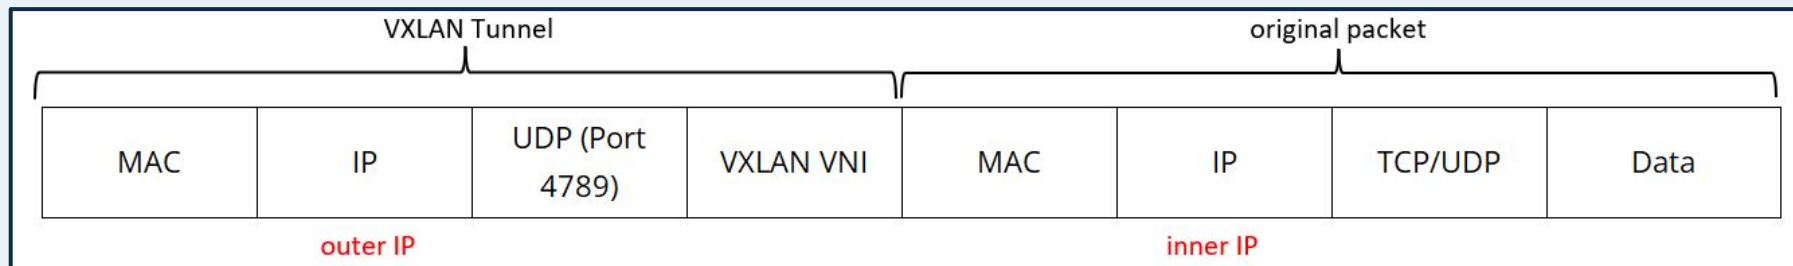 VXLAN Tunnel
original packet
MAC
IP
UDP (Port
4789)
VXLAN VNI
MAC
IP
TCP/UDP
Data
outer IP
inner IP